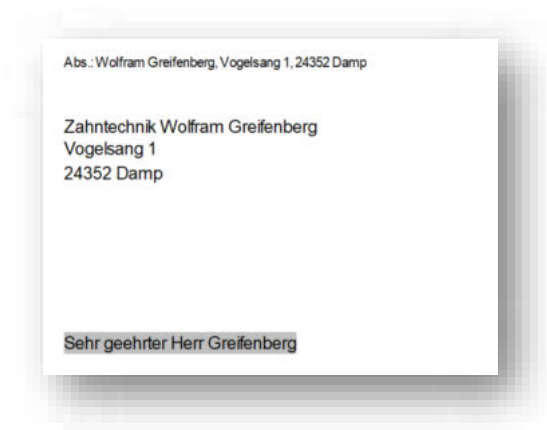 Abs.: Wolfram Greifenberg, Vogelsang 1, 24352 Damp
Zahntechnik Wolfram Greifenberg
Vogelsang 1
24352 Damp
Sehr geehrter Herr Greifenberg